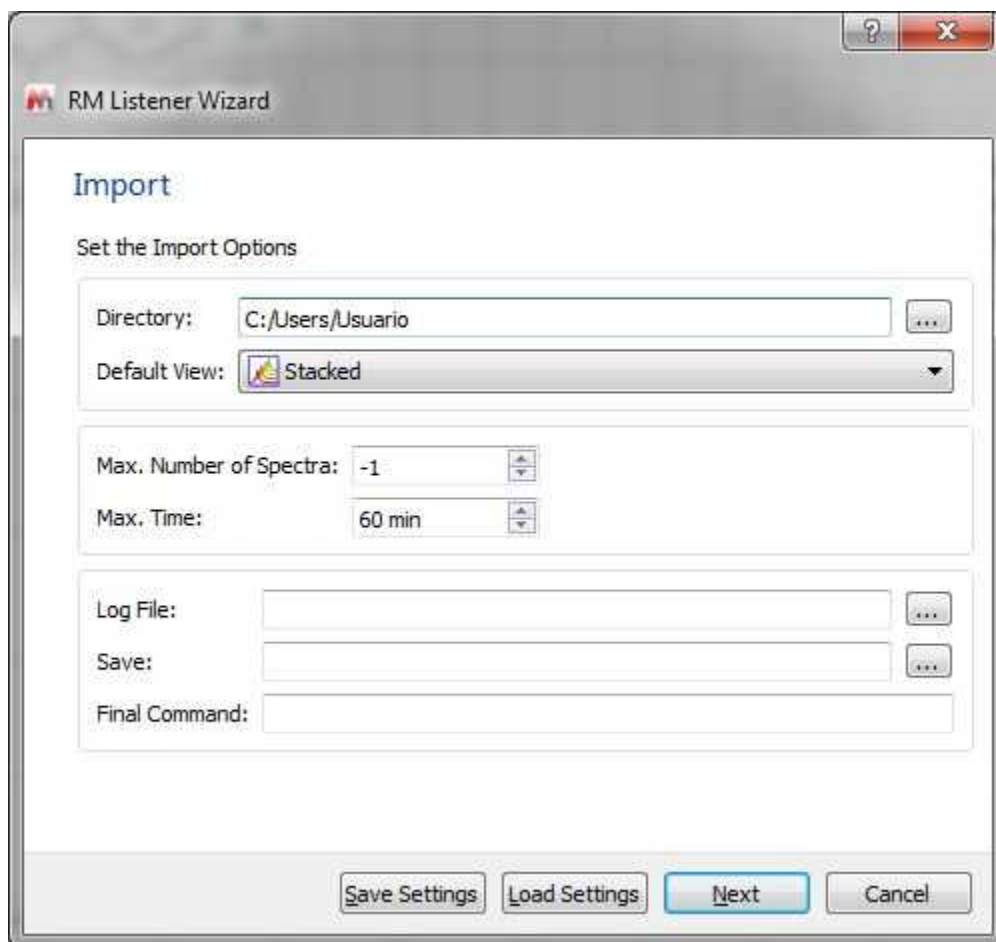 RM Listener Wizard
Import
Set the Import Options
Directory: C:/Users/Usuario ...
Default View: Stacked
Max. Number of Spectra: -1
Max. Time: 60 min
Log File: ...
Save: ...
Final Command:
Save Settings Load Settings Next Cancel